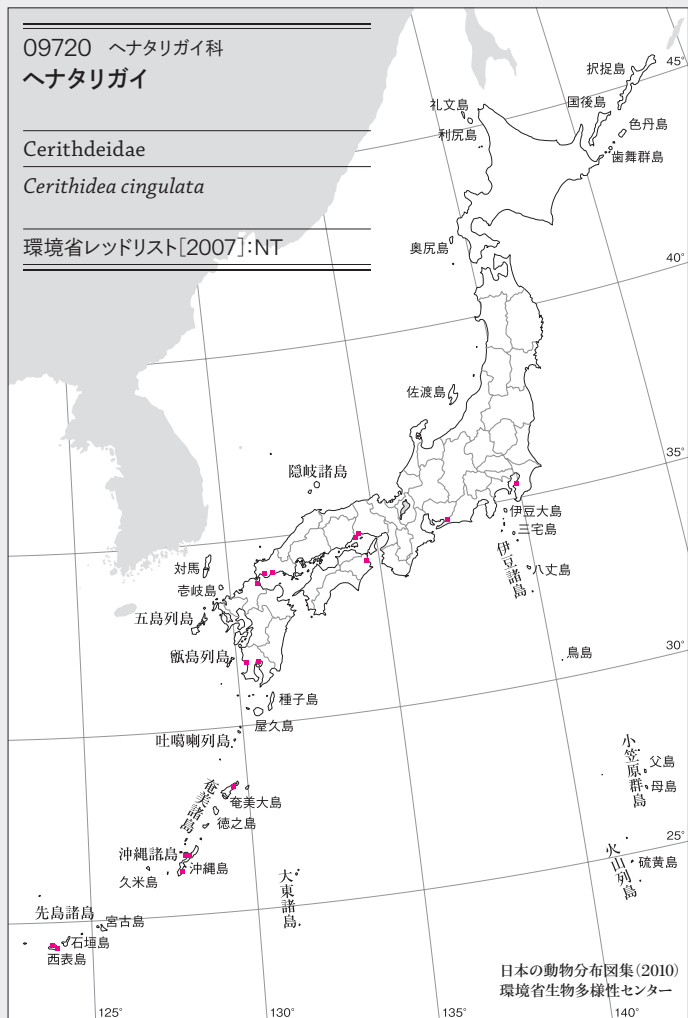 09720 ヘナタリガイ科
ヘナタリガイ
Cerithdeidae
Cerithidea cingulata
環境省レッドリスト[2007]:NT
45°
択捉島
国後島
礼文島
色丹島
利尻島
歯舞群島
奥尻島
40°
佐渡島
35°
隠岐諸島
伊豆大島
三宅島
伊豆諸島
八丈島
対馬
壱岐島
五島列島
甑島列島
鳥島
30°
種子島
屋久島
吐噶喇列島
小笠原群島
父島
母島
奄美諸島
奄美大島
徳之島
25°
沖縄諸島
沖縄島
久米島
大東諸島
火山列島
硫黄島
先島諸島
宮古島
石垣島
西表島
日本の動物分布図集(2010)
環境省生物多様性センター
125°
130°
135°
140°